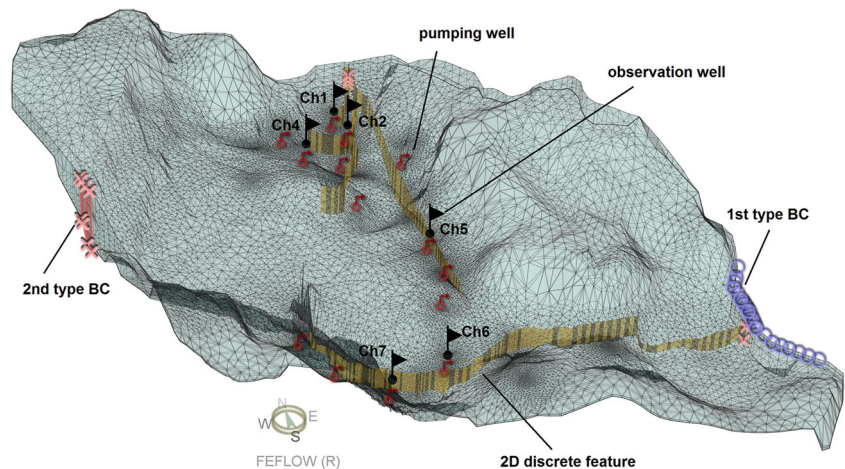 pumping well
observation well
Ch1
Ch2
Ch4
Ch5
1st type BC
2nd type BC
Ch6
Ch7
N
W E
S
FEFLOW (R)
2D discrete feature